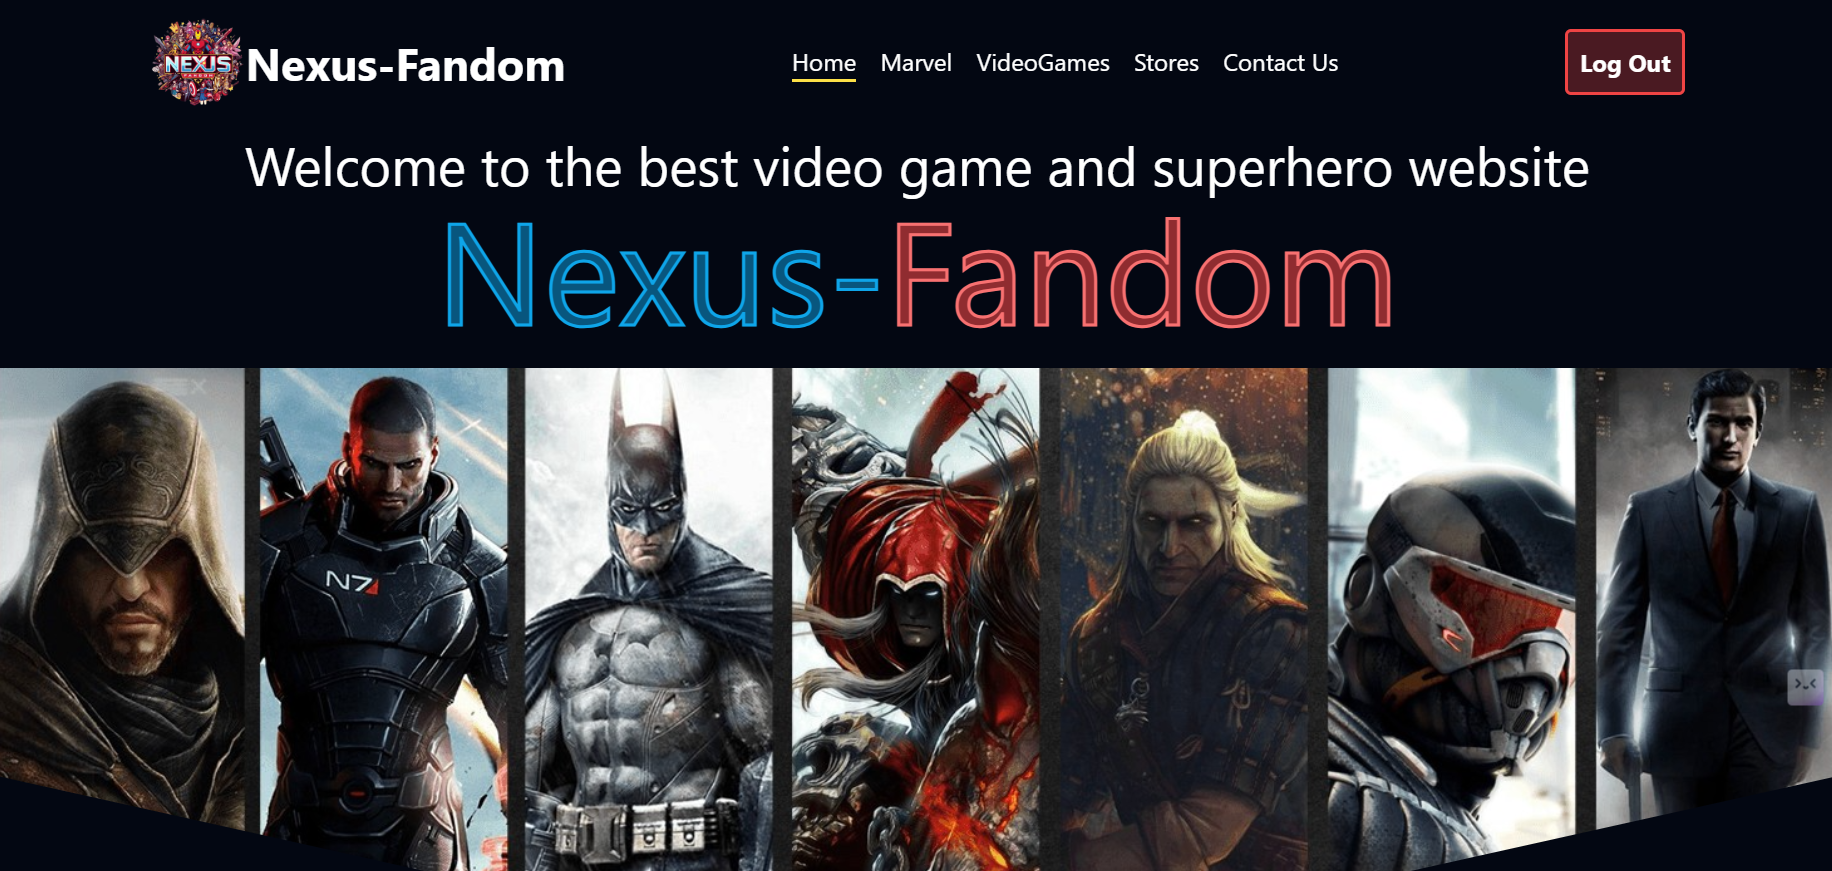 NEXUS
FANDOM
Nexus-Fandom
Home Marvel VideoGames Stores Contact Us
Log Out
Welcome to the best video game and superhero website
Nexus-Fandom
N7